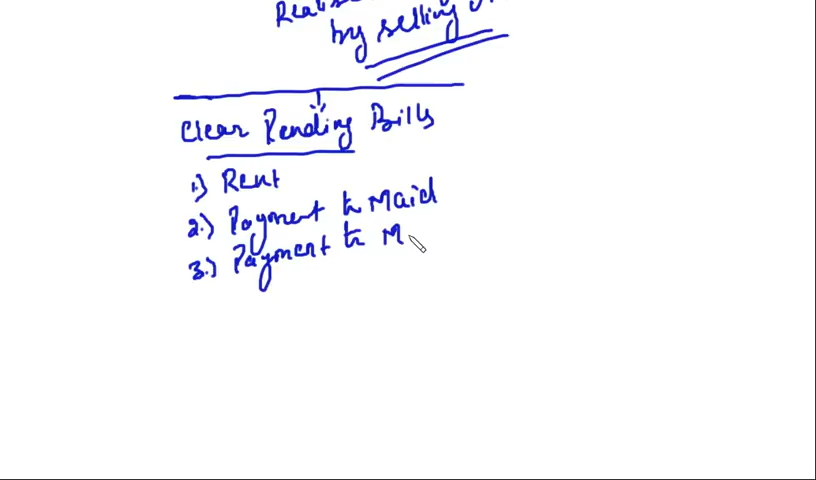 by selling
Clear Pending Bills
1.) Rent
2.) Payment to Maid
3.) Payment to M